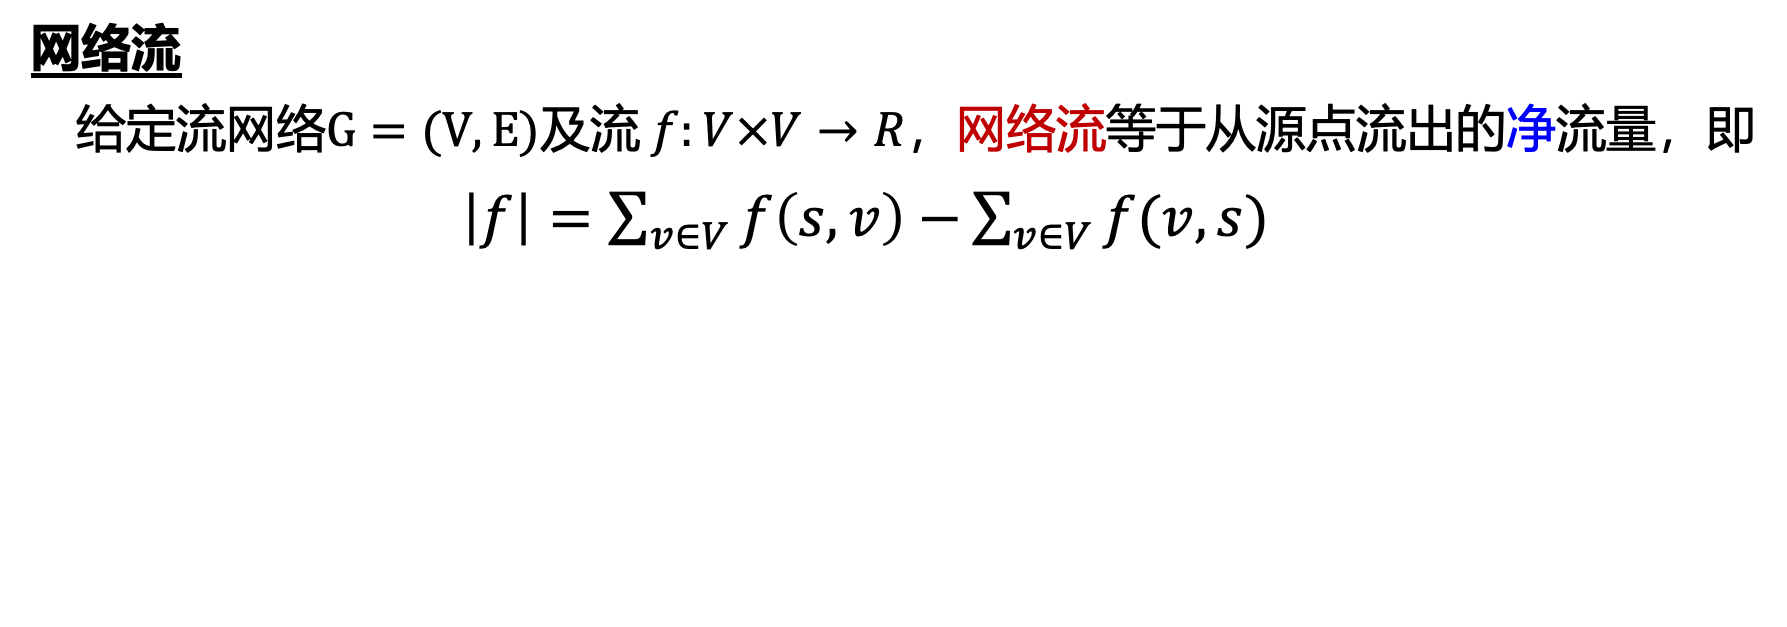 网络流
给定流网络G = (V, E)及流 f: V×V → R，网络流等于从源点流出的净流量，即
|f| = ∑_{v∈V} f(s, v) − ∑_{v∈V} f(v, s)